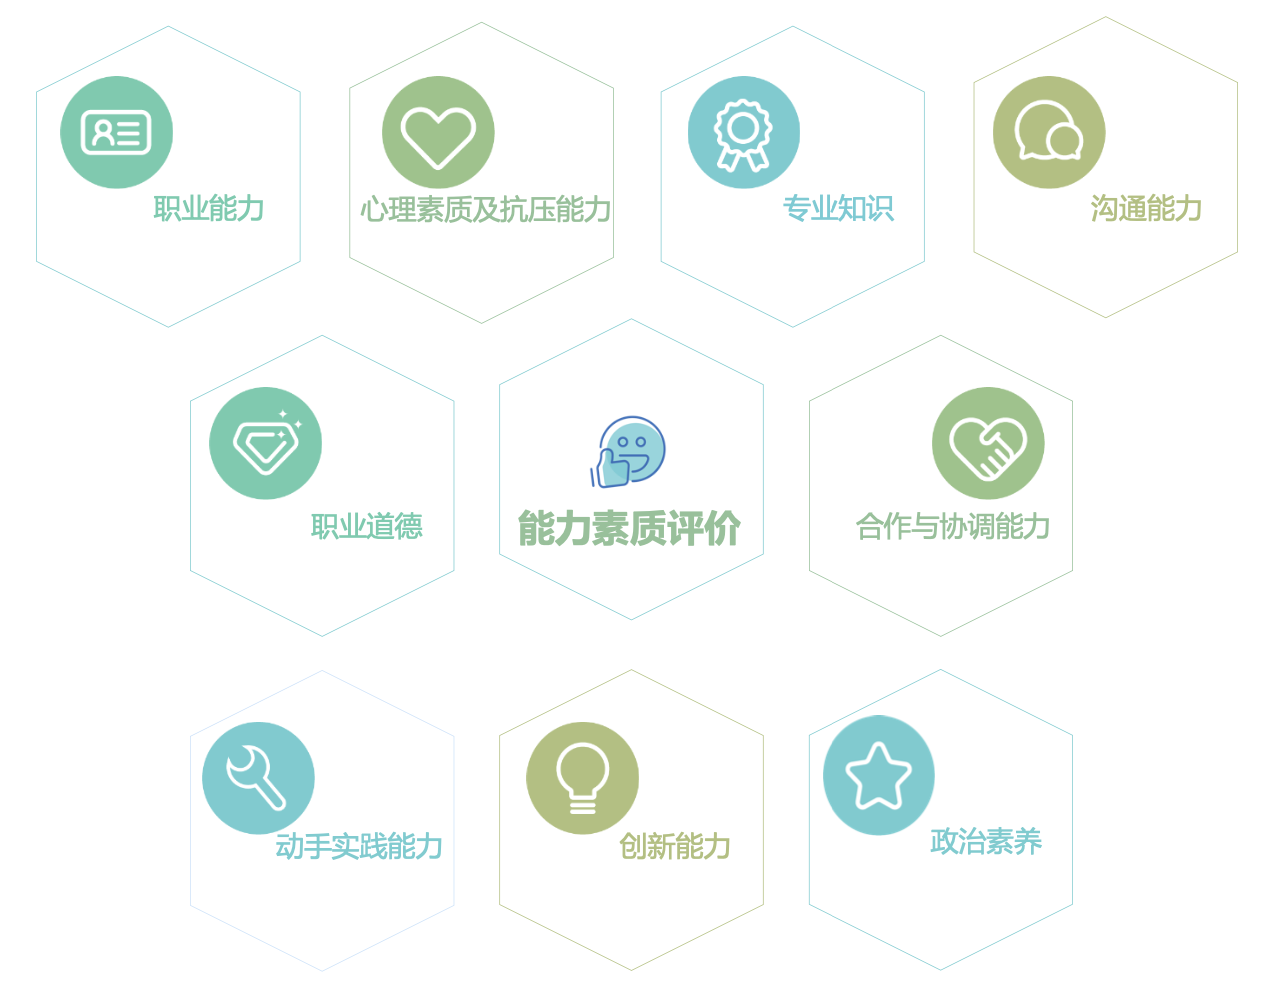 职业能力
心理素质及抗压能力
专业知识
沟通能力
职业道德
能力素质评价
合作与协调能力
动手实践能力
创新能力
政治素养